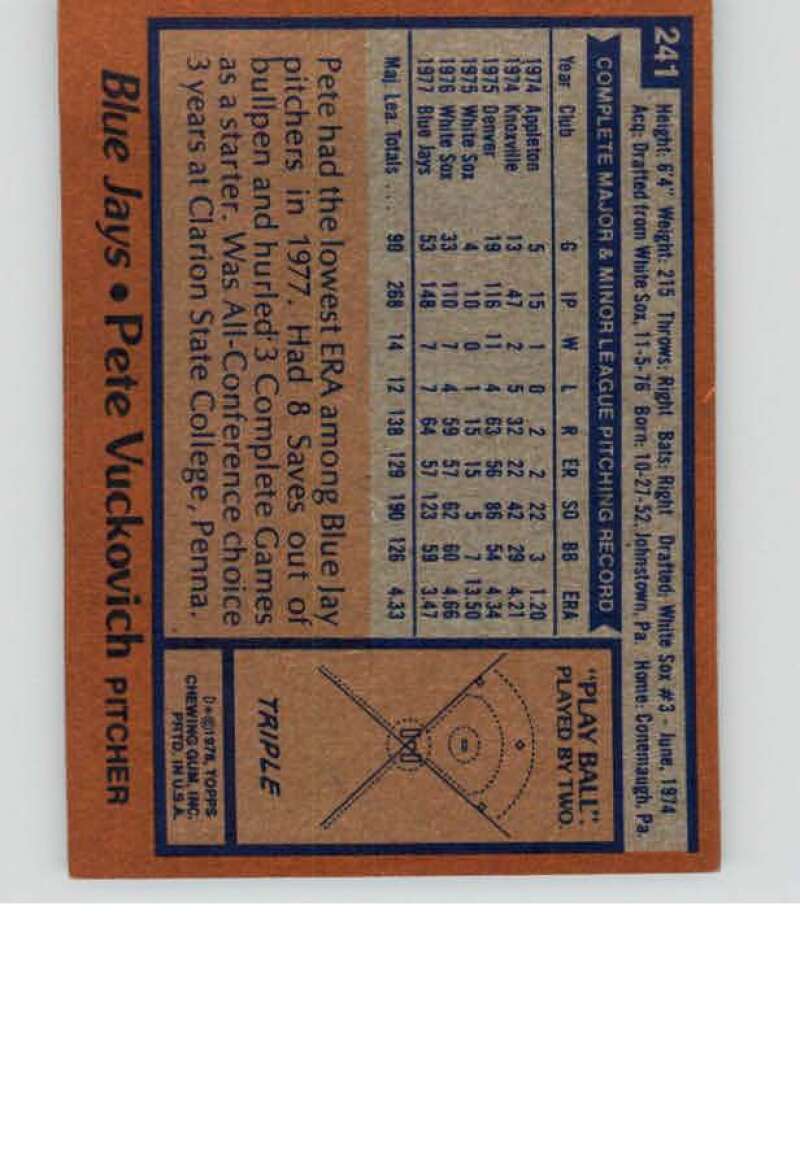 241
Height: 6'4" Weight: 215 Throws: Right Bats: Right Drafted, White Sox #3 - June, 1974
Acq: Drafted from White Sox, 11-5-76 Born: 10-27-52, Johnstown, Pa. Home: Conemaugh, Pa.
COMPLETE MAJOR & MINOR LEAGUE PITCHING RECORD
Year Club G IP W L R ER SO BB ERA
1974 Appleton 5 15 1 0 2 2 22 3 1.20
1974 Knoxville 13 47 2 5 32 22 42 29 4.21
1975 Denver 19 116 11 4 63 56 86 54 4.34
1975 White Sox 4 10 0 1 15 15 5 7 13.50
1976 White Sox 33 110 7 4 59 57 62 60 4.66
1977 Blue Jays 53 148 7 7 64 57 123 59 3.47
Maj. Lea. Totals ... 90 268 14 12 138 129 190 126 4.33
Pete had the lowest ERA among Blue Jay
pitchers in 1977. Had 8 Saves out of
bullpen and hurled 3 Complete Games
as a starter. Was All-Conference choice
3 years at Clarion State College, Penna.
"PLAY BALL":
PLAYED BY TWO.
TRIPLE
D*©1978, TOPPS
CHEWING GUM, INC.
PRTD. IN U.S.A.
Blue Jays • Pete Vuckovich PITCHER